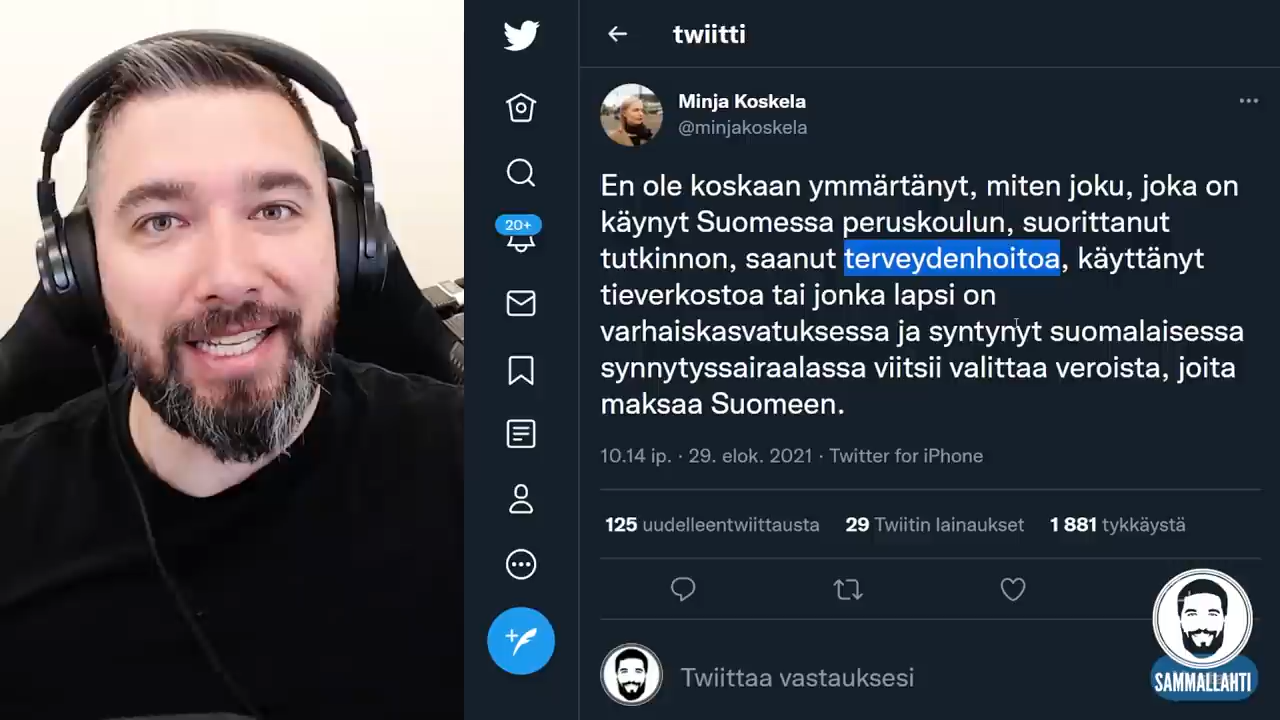 twiitti
Minja Koskela
@minjakoskela
En ole koskaan ymmärtänyt, miten joku, joka on
käynyt Suomessa peruskoulun, suorittanut
tutkinnon, saanut terveydenhoitoa, käyttänyt
tieverkostoa tai jonka lapsi on
varhaiskasvatuksessa ja syntynyt suomalaisessa
synnytyssairaalassa viitsii valittaa veroista, joita
maksaa Suomeen.
10.14 ip. · 29. elok. 2021 · Twitter for iPhone
125 uudelleentwiittausta 29 Twiitin lainaukset 1 881 tykkäystä
20+
Twiittaa vastauksesi
SAMMALLAHTI